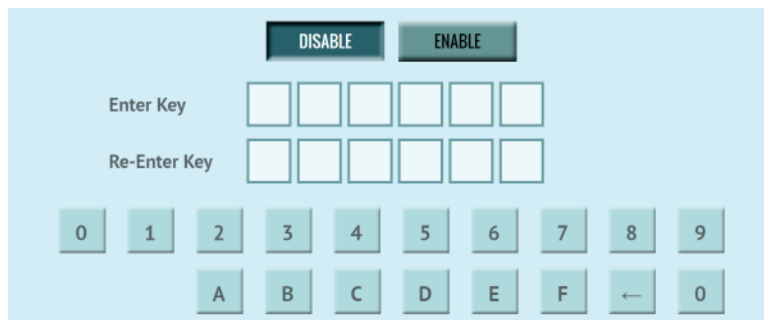 DISABLE ENABLE
Enter Key
Re-Enter Key
0 1 2 3 4 5 6 7 8 9
A B C D E F ← 0